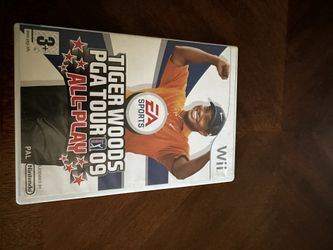 Wii
EA
SPORTS
TIGER WOODS
PGA TOUR 09
ALL-PLAY
3+
PAL
Nintendo